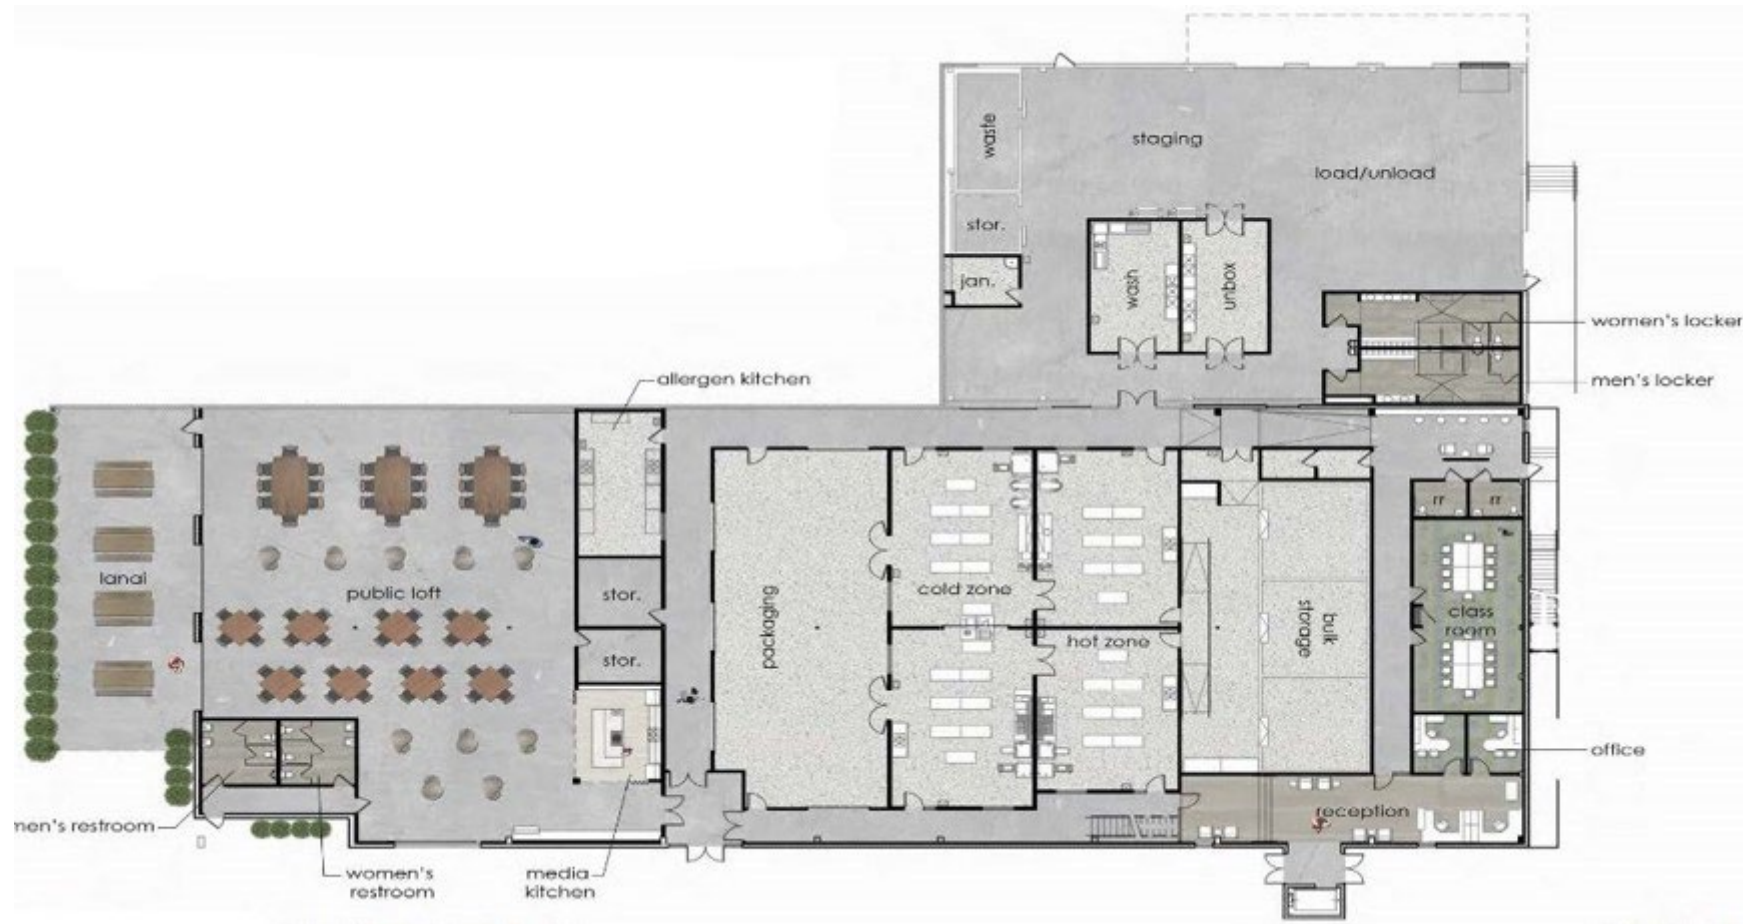 waste
staging
load/unload
stor.
jan.
wash
unbox
women's locker
men's locker
allergen kitchen
rr
rr
lanai
public loft
stor.
stor.
packaging
cold zone
hot zone
bulk
storage
class
room
office
reception
men's restroom
women's
restroom
media
kitchen